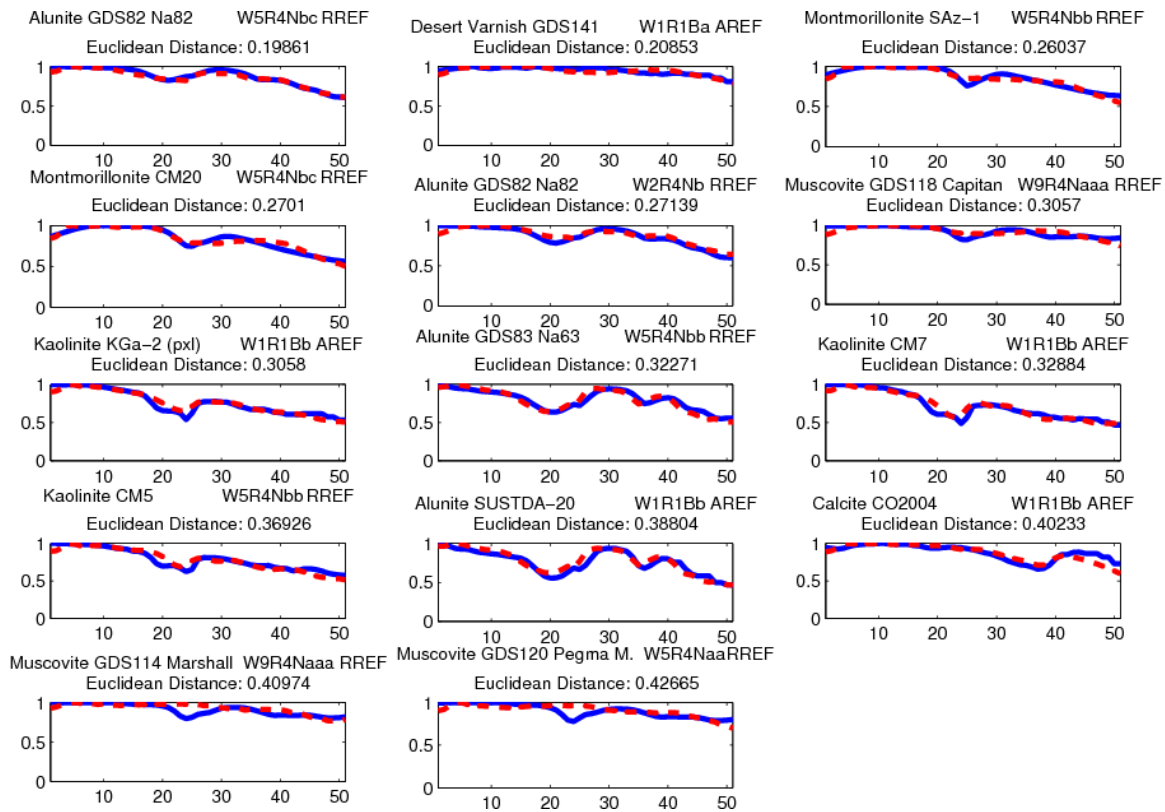 Alunite GDS82 Na82 W5R4Nbc RREF
Euclidean Distance: 0.19861
1
0.5
0
10 20 30 40 50
Desert Varnish GDS141 W1R1Ba AREF
Euclidean Distance: 0.20853
1
0.5
0
10 20 30 40 50
Montmorillonite SAz-1 W5R4Nbb RREF
Euclidean Distance: 0.26037
1
0.5
0
10 20 30 40 50
Montmorillonite CM20 W5R4Nbc RREF
Euclidean Distance: 0.2701
1
0.5
0
10 20 30 40 50
Alunite GDS82 Na82 W2R4Nb RREF
Euclidean Distance: 0.27139
1
0.5
0
10 20 30 40 50
Muscovite GDS118 Capitan W9R4Naaa RREF
Euclidean Distance: 0.3057
1
0.5
0
10 20 30 40 50
Kaolinite KGa-2 (pxl) W1R1Bb AREF
Euclidean Distance: 0.3058
1
0.5
0
10 20 30 40 50
Alunite GDS83 Na63 W5R4Nbb RREF
Euclidean Distance: 0.32271
1
0.5
0
10 20 30 40 50
Kaolinite CM7 W1R1Bb AREF
Euclidean Distance: 0.32884
1
0.5
0
10 20 30 40 50
Kaolinite CM5 W5R4Nbb RREF
Euclidean Distance: 0.36926
1
0.5
0
10 20 30 40 50
Alunite SUSTDA-20 W1R1Bb AREF
Euclidean Distance: 0.38804
1
0.5
0
10 20 30 40 50
Calcite CO2004 W1R1Bb AREF
Euclidean Distance: 0.40233
1
0.5
0
10 20 30 40 50
Muscovite GDS114 Marshall W9R4Naaa RREF
Euclidean Distance: 0.40974
1
0.5
0
10 20 30 40 50
Muscovite GDS120 Pegma M. W5R4NaaRREF
Euclidean Distance: 0.42665
1
0.5
0
10 20 30 40 50